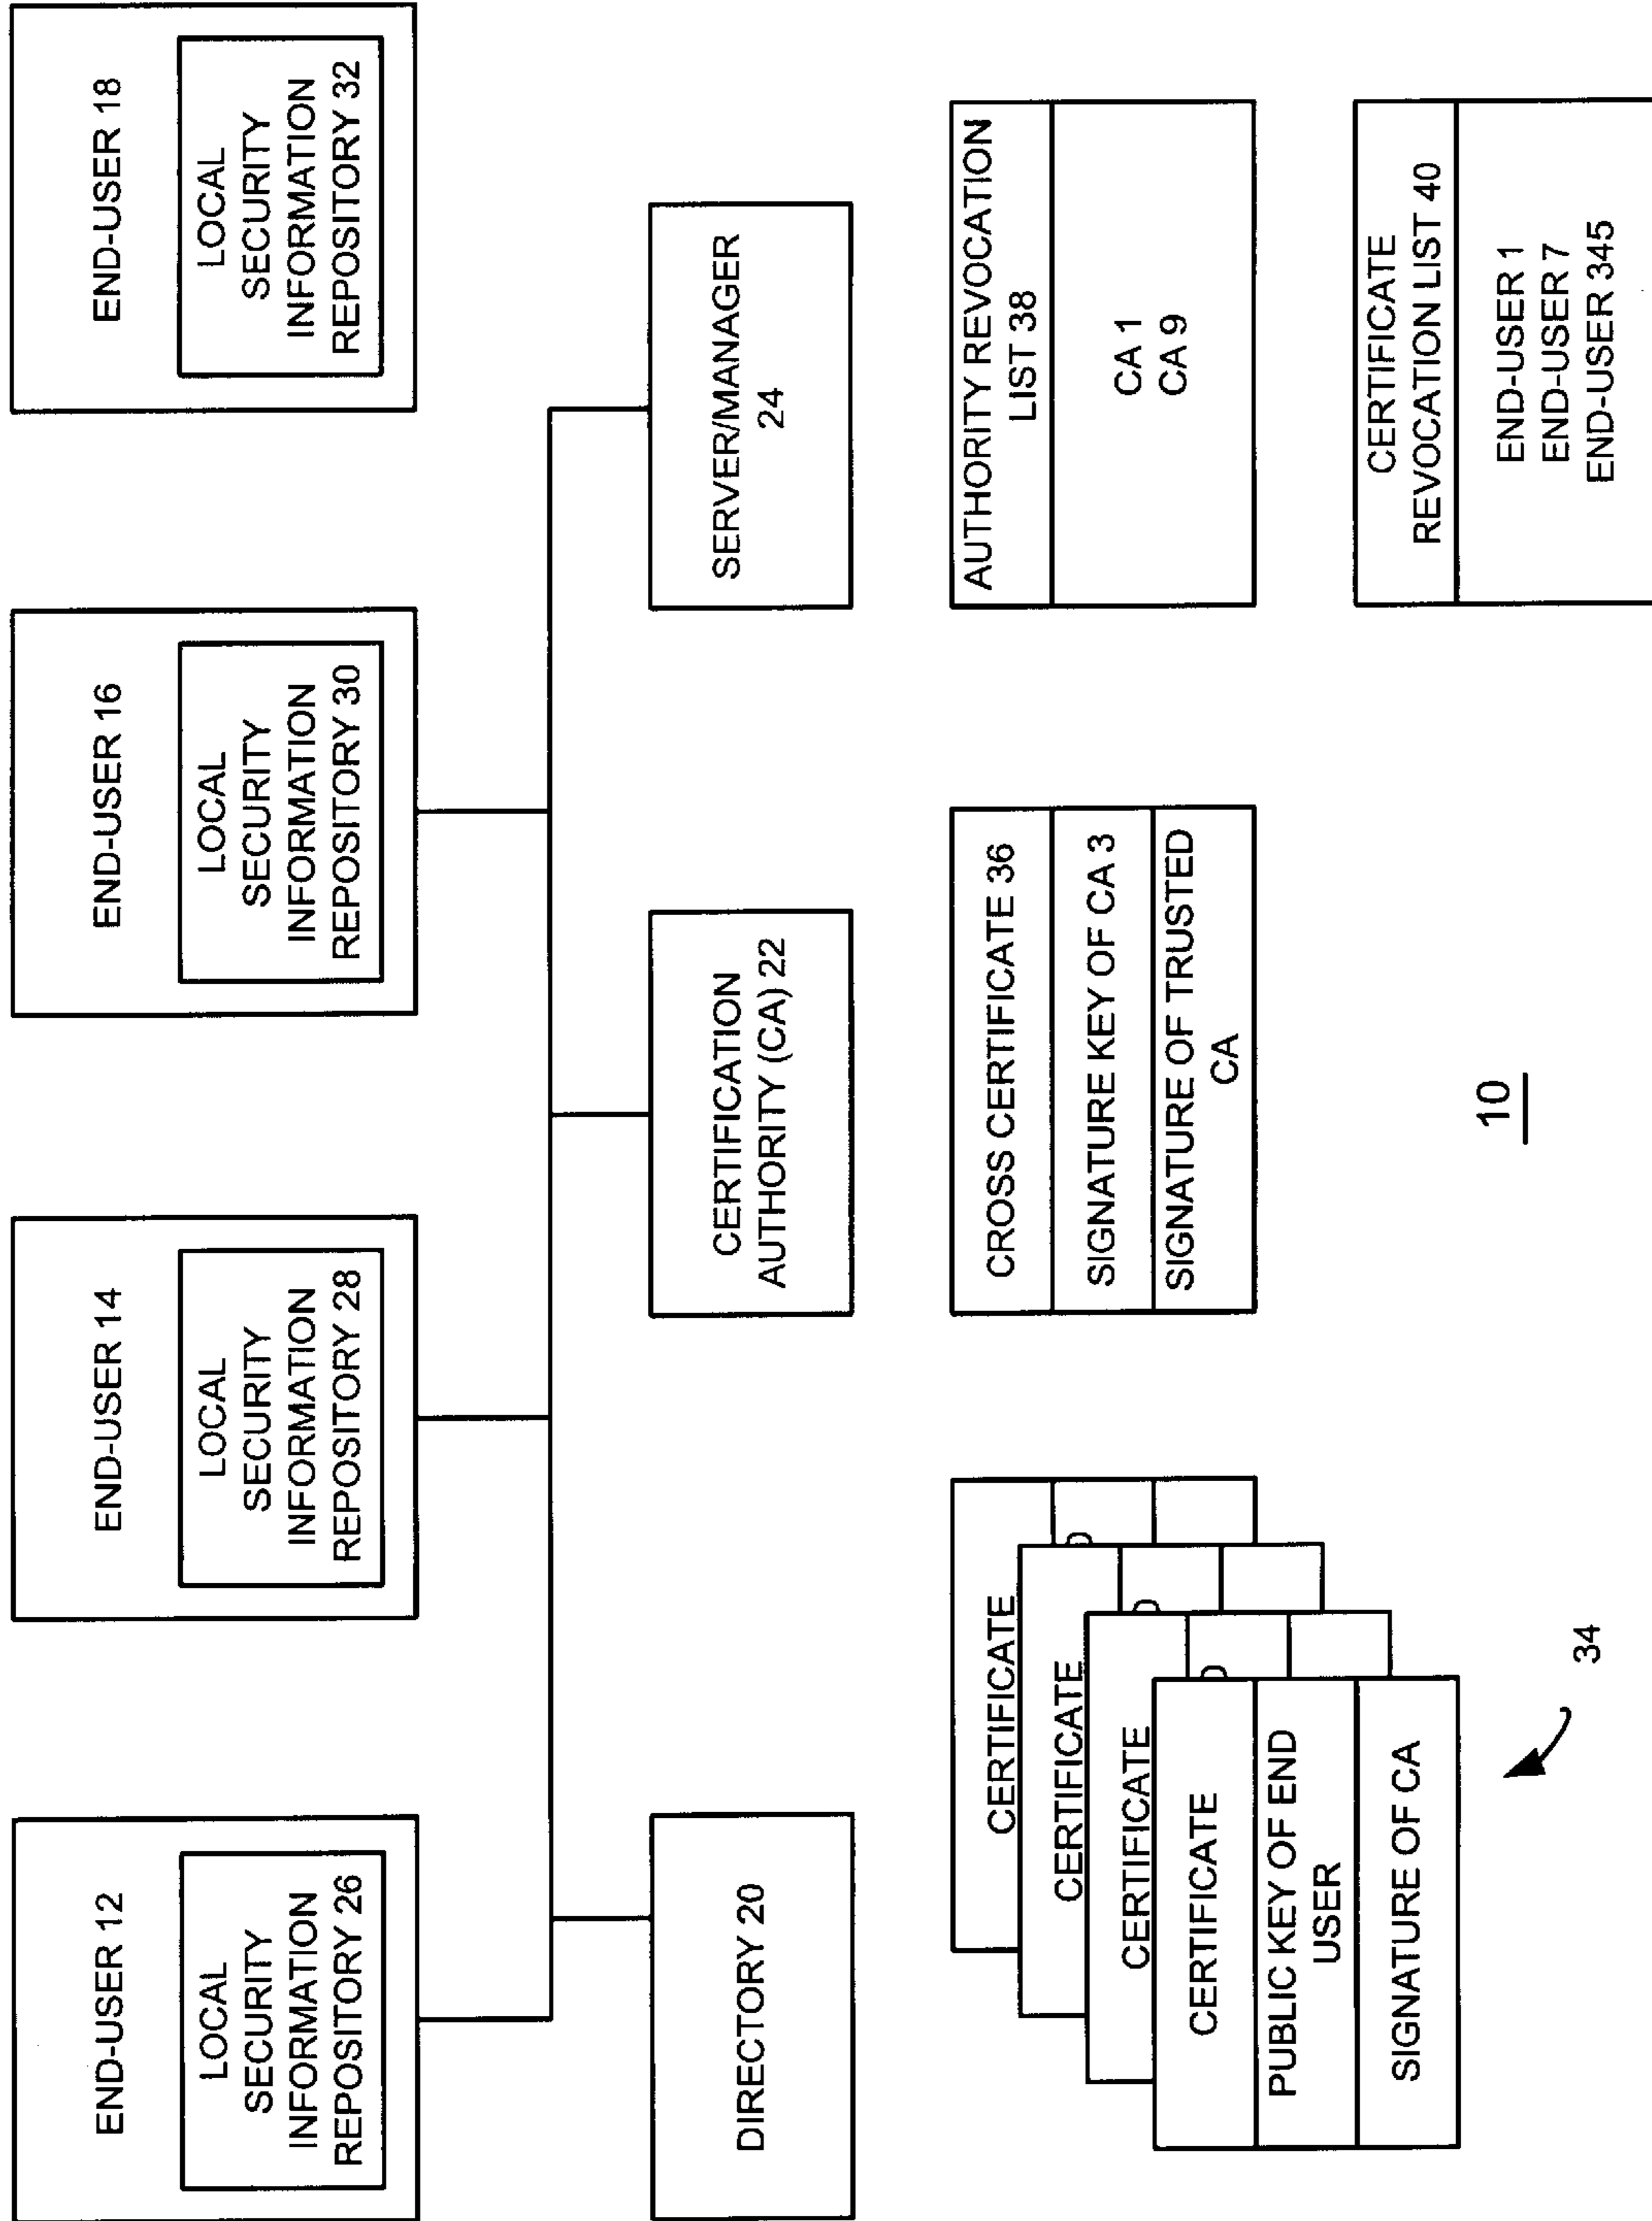 END-USER 12
LOCAL
SECURITY
INFORMATION
REPOSITORY 26
END-USER 14
LOCAL
SECURITY
INFORMATION
REPOSITORY 28
END-USER 16
LOCAL
SECURITY
INFORMATION
REPOSITORY 30
END-USER 18
LOCAL
SECURITY
INFORMATION
REPOSITORY 32
DIRECTORY 20
CERTIFICATION
AUTHORITY (CA) 22
SERVER/MANAGER
24
CERTIFICATE
CERTIFICATE
CERTIFICATE
CERTIFICATE
PUBLIC KEY OF END
USER
SIGNATURE OF CA
34
CROSS CERTIFICATE 36
SIGNATURE KEY OF CA 3
SIGNATURE OF TRUSTED
CA
AUTHORITY REVOCATION
LIST 38
CA 1
CA 9
CERTIFICATE
REVOCATION LIST 40
END-USER 1
END-USER 7
END-USER 345
10